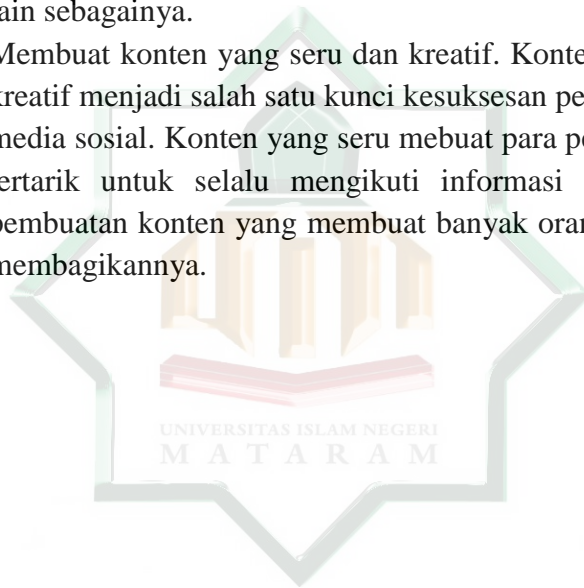 lain sebagainya.
Membuat konten yang seru dan kreatif. Konte
kreatif menjadi salah satu kunci kesuksesan pe
media sosial. Konten yang seru mebuat para pe
tertarik untuk selalu mengikuti informasi
pembuatan konten yang membuat banyak oran
membagikannya.
UNIVERSITAS ISLAM NEGERI
MATARAM